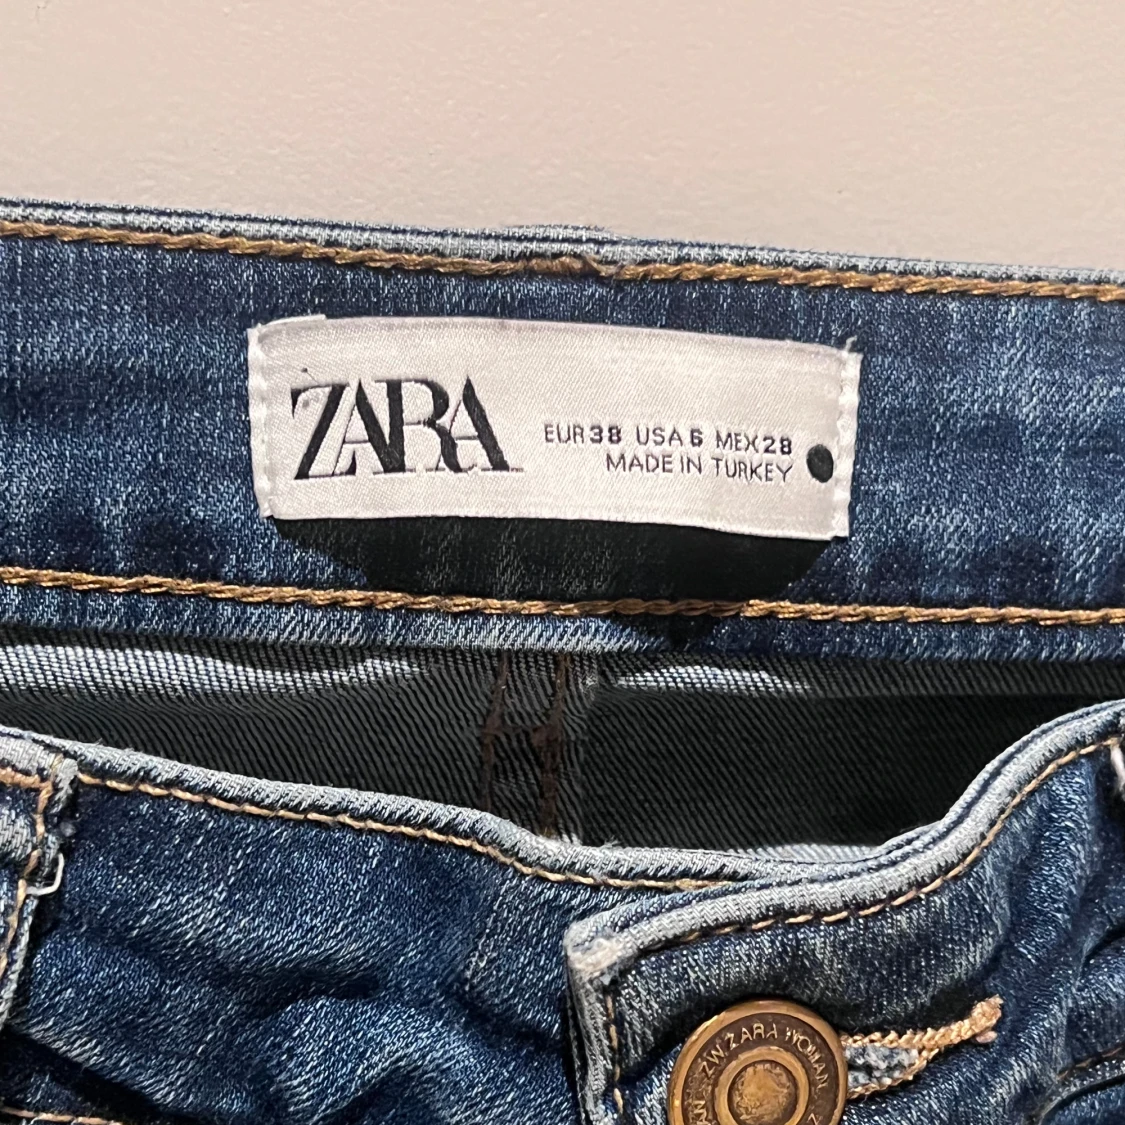 ZARA
EUR 38 USA 6 MEX 28
MADE IN TURKEY
ZW ZARA WOMAN